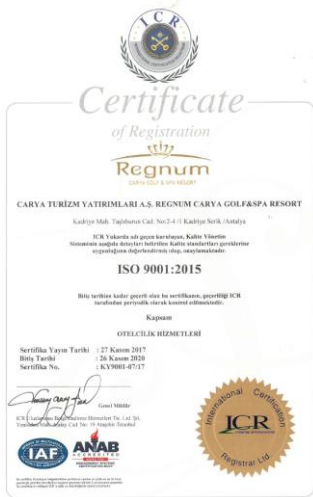 ICR
Certificate
of Registration
Regnum
CARYA GOLF & SPA RESORT
CARYA TURİZM YATIRIMLARI A.Ş. REGNUM CARYA GOLF&SPA RESORT
Kadriye Mah. Taşlıburun Cad. No:2-4 /1 Kadriye Serik /Antalya
ICR Yukarıda adı geçen kuruluşun, Kalite Yönetim
Sisteminin aşağıda detayları belirtilen Kalite standartları gereklerine
uygunluğunu değerlendirmiş olup, onaylamaktadır.
ISO 9001:2015
Bitiş tarihine kadar geçerli olan bu sertifikanın, geçerliliği ICR
tarafından periyodik olarak kontrol edilmektedir.
Kapsam
OTELCİLİK HİZMETLERİ
Sertifika Yayın Tarihi : 27 Kasım 2017
Bitiş Tarihi : 26 Kasım 2020
Sertifika No. : KY9001-07/17
Genel Müdür
IAF
ANAB
ACCREDITED
International Certification
ICR
Registrar Ltd.